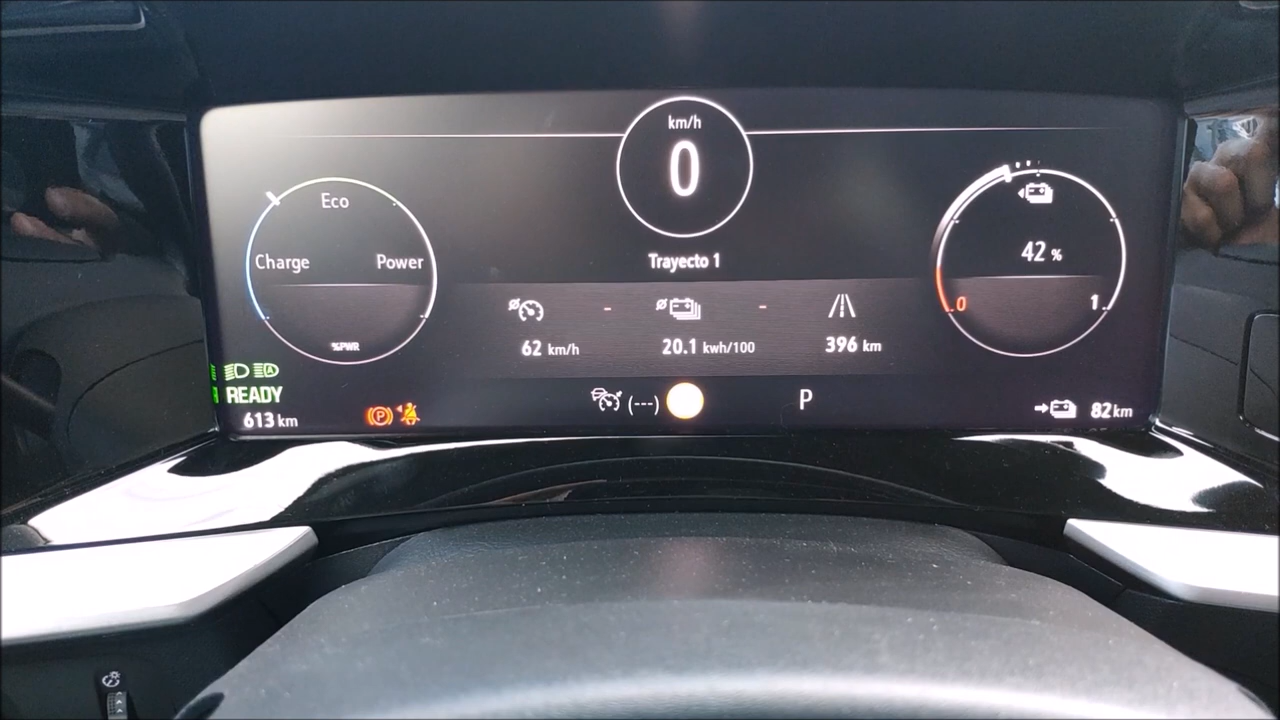 km/h
0
Eco
Charge Power
%PWR
Trayecto 1
42 %
0 1
62 km/h
20.1 kwh/100
396 km
READY
613 km
P
(---)
P
82 km